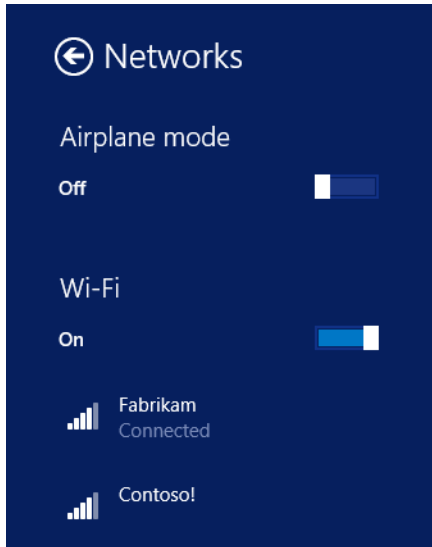 Networks
Airplane mode
Off
Wi-Fi
On
Fabrikam
Connected
Contoso!